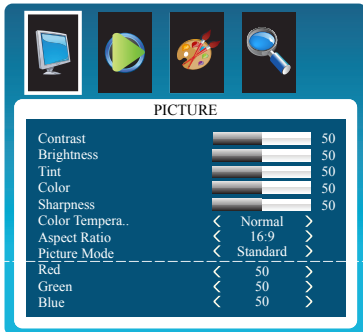 PICTURE
Contrast 50
Brightness 50
Tint 50
Color 50
Sharpness 50
Color Tempera.. Normal
Aspect Ratio 16:9
Picture Mode Standard
Red 50
Green 50
Blue 50